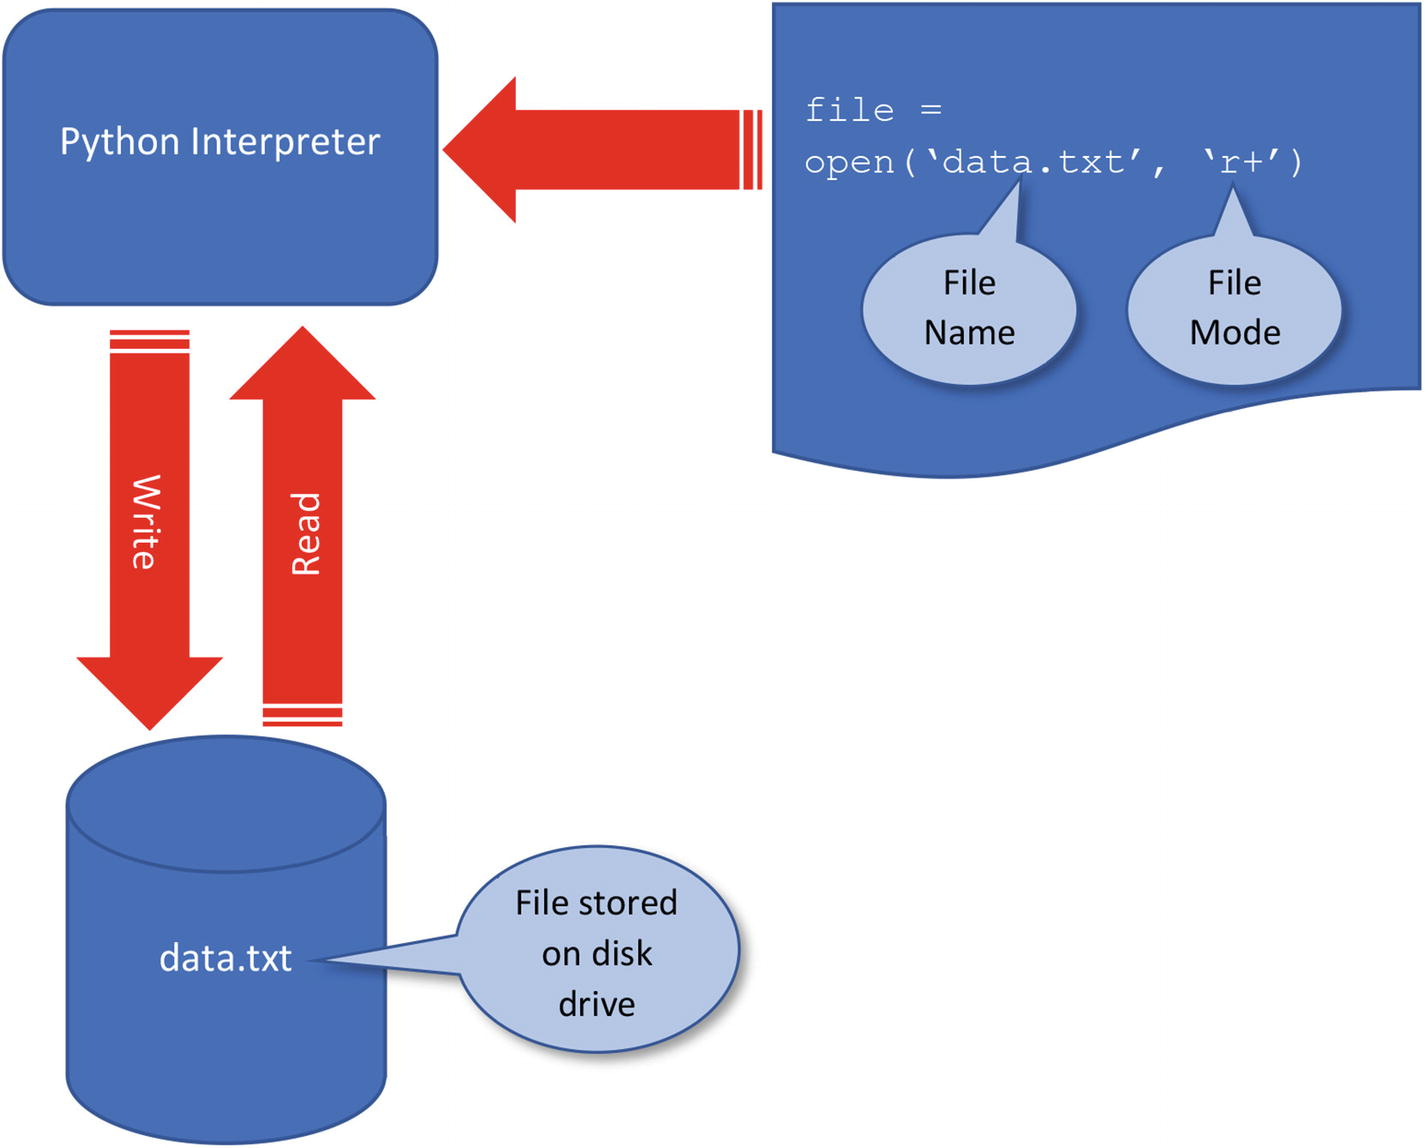 Python Interpreter
file =
open(‘data.txt’, ‘r+’)
File
Name
File
Mode
Write
Read
data.txt
File stored
on disk
drive